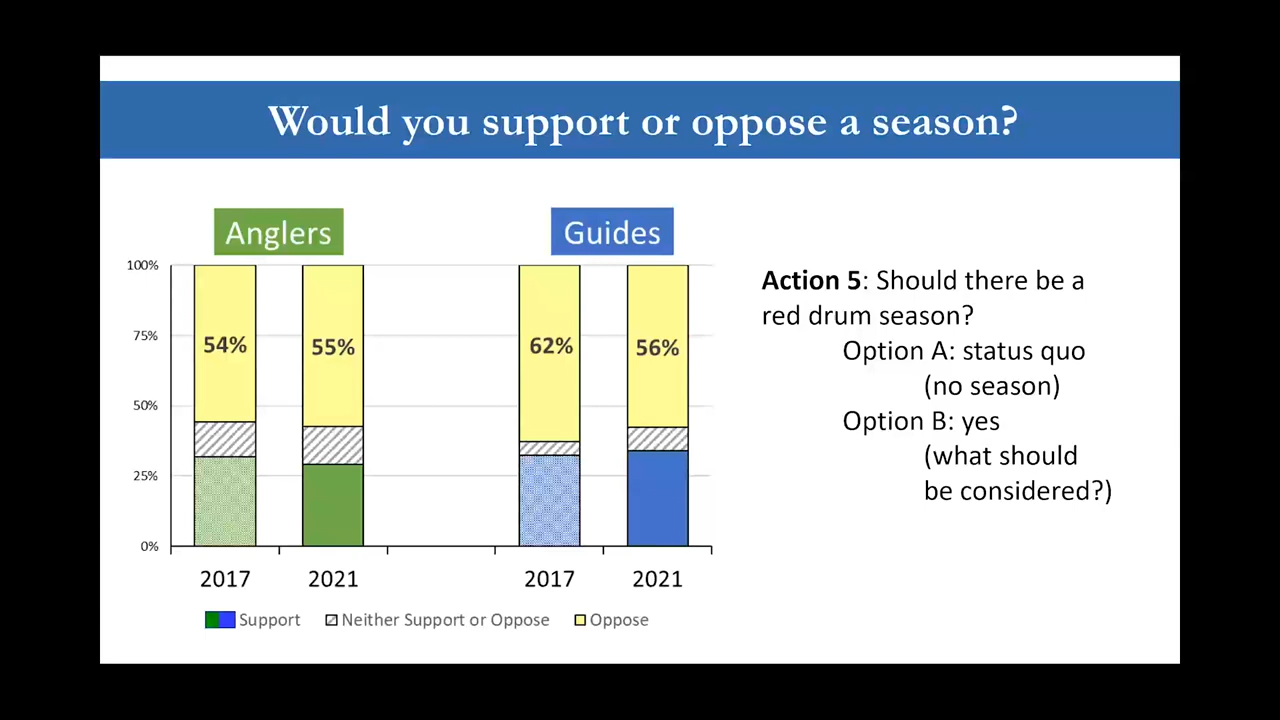 Would you support or oppose a season?
Anglers
Guides
100%
75%
50%
25%
0%
54%
55%
62%
56%
2017
2021
2017
2021
Support
Neither Support or Oppose
Oppose
Action 5: Should there be a
red drum season?
Option A: status quo
(no season)
Option B: yes
(what should
be considered?)